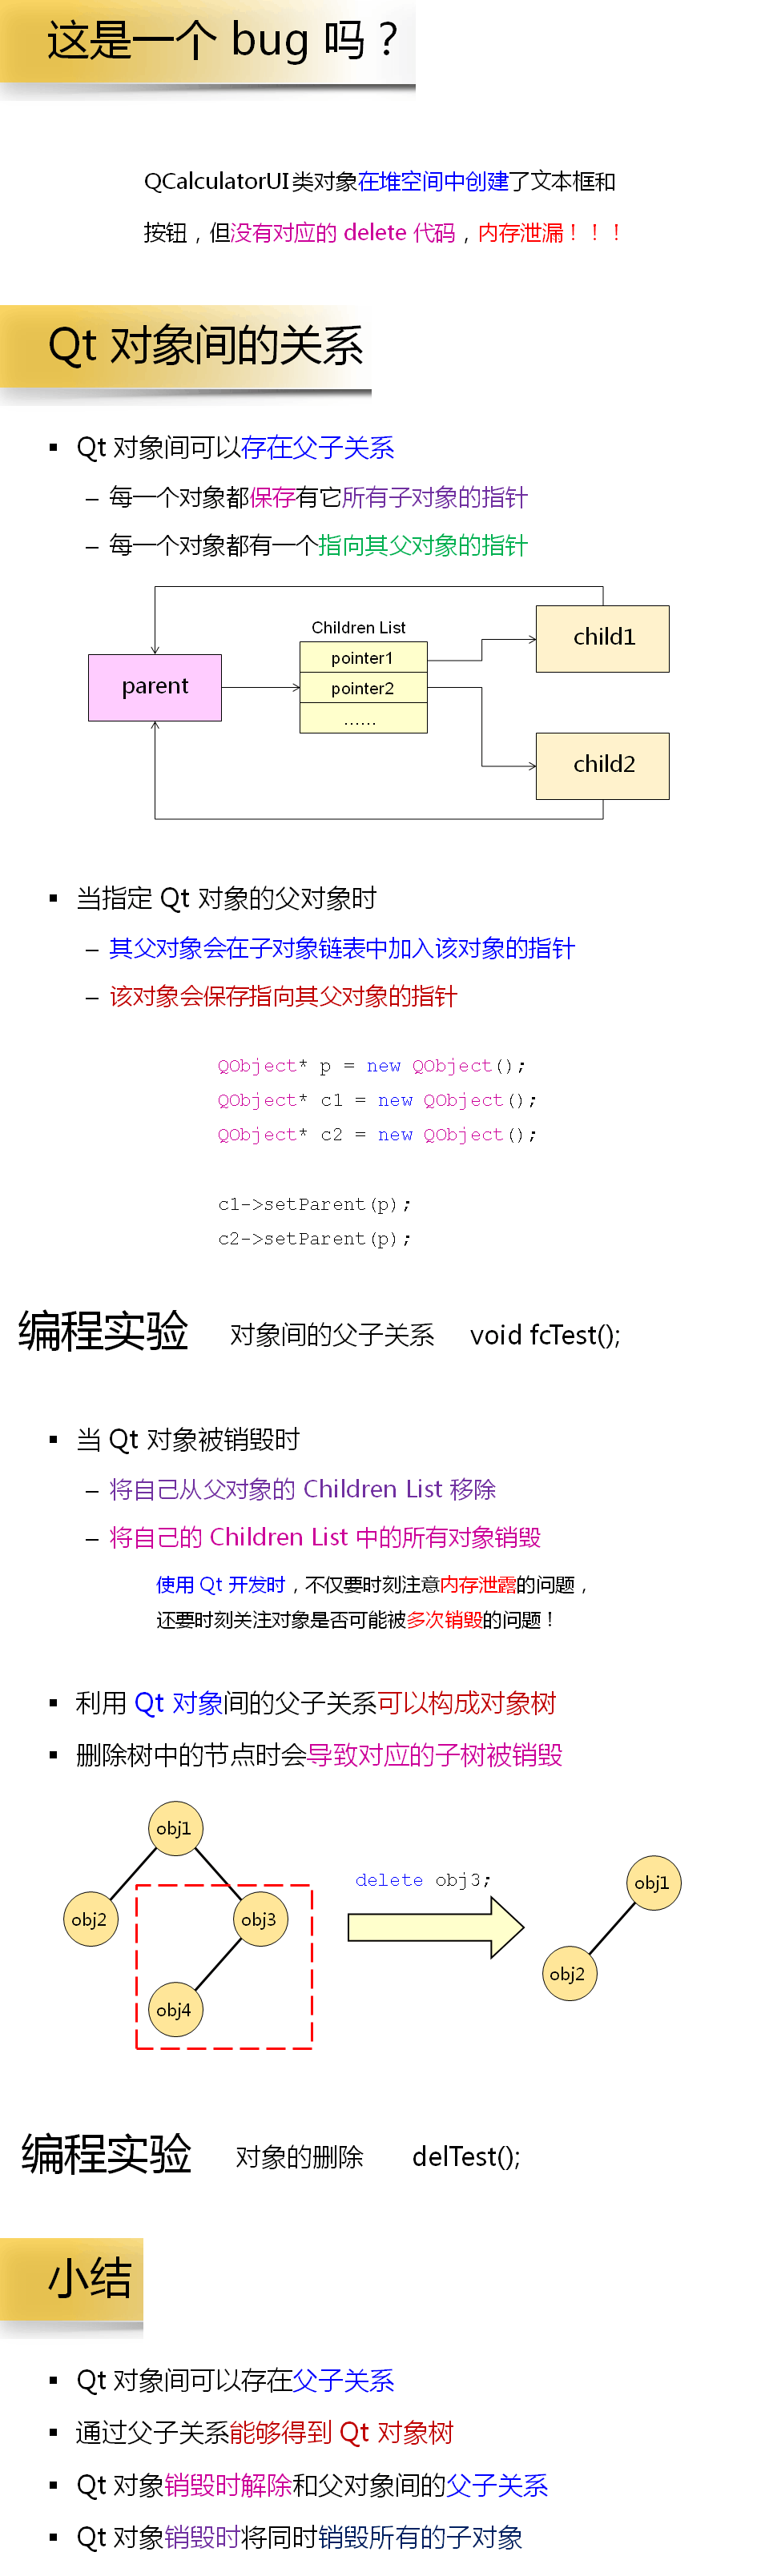 这是一个 bug 吗？
QCalculatorUI 类对象在堆空间中创建了文本框和
按钮，但没有对应的 delete 代码，内存泄漏！！！
Qt 对象间的关系
▪ Qt 对象间可以存在父子关系
– 每一个对象都保存有它所有子对象的指针
– 每一个对象都有一个指向其父对象的指针
Children List
parent
pointer1
pointer2
……
child1
child2
▪ 当指定 Qt 对象的父对象时
– 其父对象会在子对象链表中加入该对象的指针
– 该对象会保存指向其父对象的指针
QObject* p = new QObject();
QObject* c1 = new QObject();
QObject* c2 = new QObject();
c1->setParent(p);
c2->setParent(p);
编程实验 对象间的父子关系 void fcTest();
▪ 当 Qt 对象被销毁时
– 将自己从父对象的 Children List 移除
– 将自己的 Children List 中的所有对象销毁
使用 Qt 开发时，不仅要时刻注意内存泄露的问题，
还要时刻关注对象是否可能被多次销毁的问题！
▪ 利用 Qt 对象间的父子关系可以构成对象树
▪ 删除树中的节点时会导致对应的子树被销毁
obj1
obj2
obj3
obj4
delete obj3;
obj1
obj2
编程实验 对象的删除 delTest();
小结
▪ Qt 对象间可以存在父子关系
▪ 通过父子关系能够得到 Qt 对象树
▪ Qt 对象销毁时解除和父对象间的父子关系
▪ Qt 对象销毁时将同时销毁所有的子对象